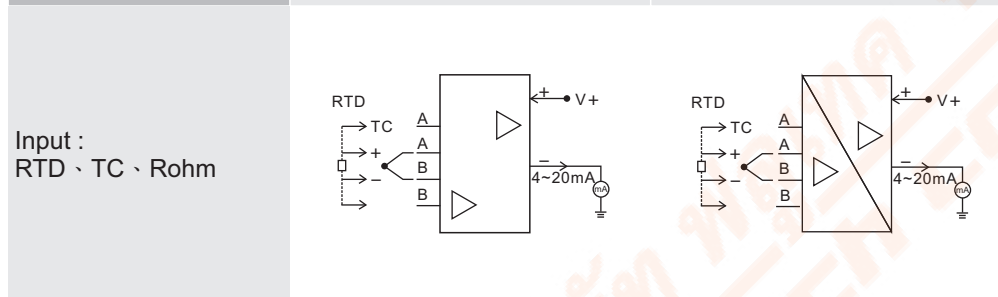 Input :
RTD、TC、Rohm
RTD
TC
+
−
A
A
B
B
+
V+
−
4~20mA
mA
RTD
TC
+
−
A
A
B
B
+
V+
−
4~20mA
mA